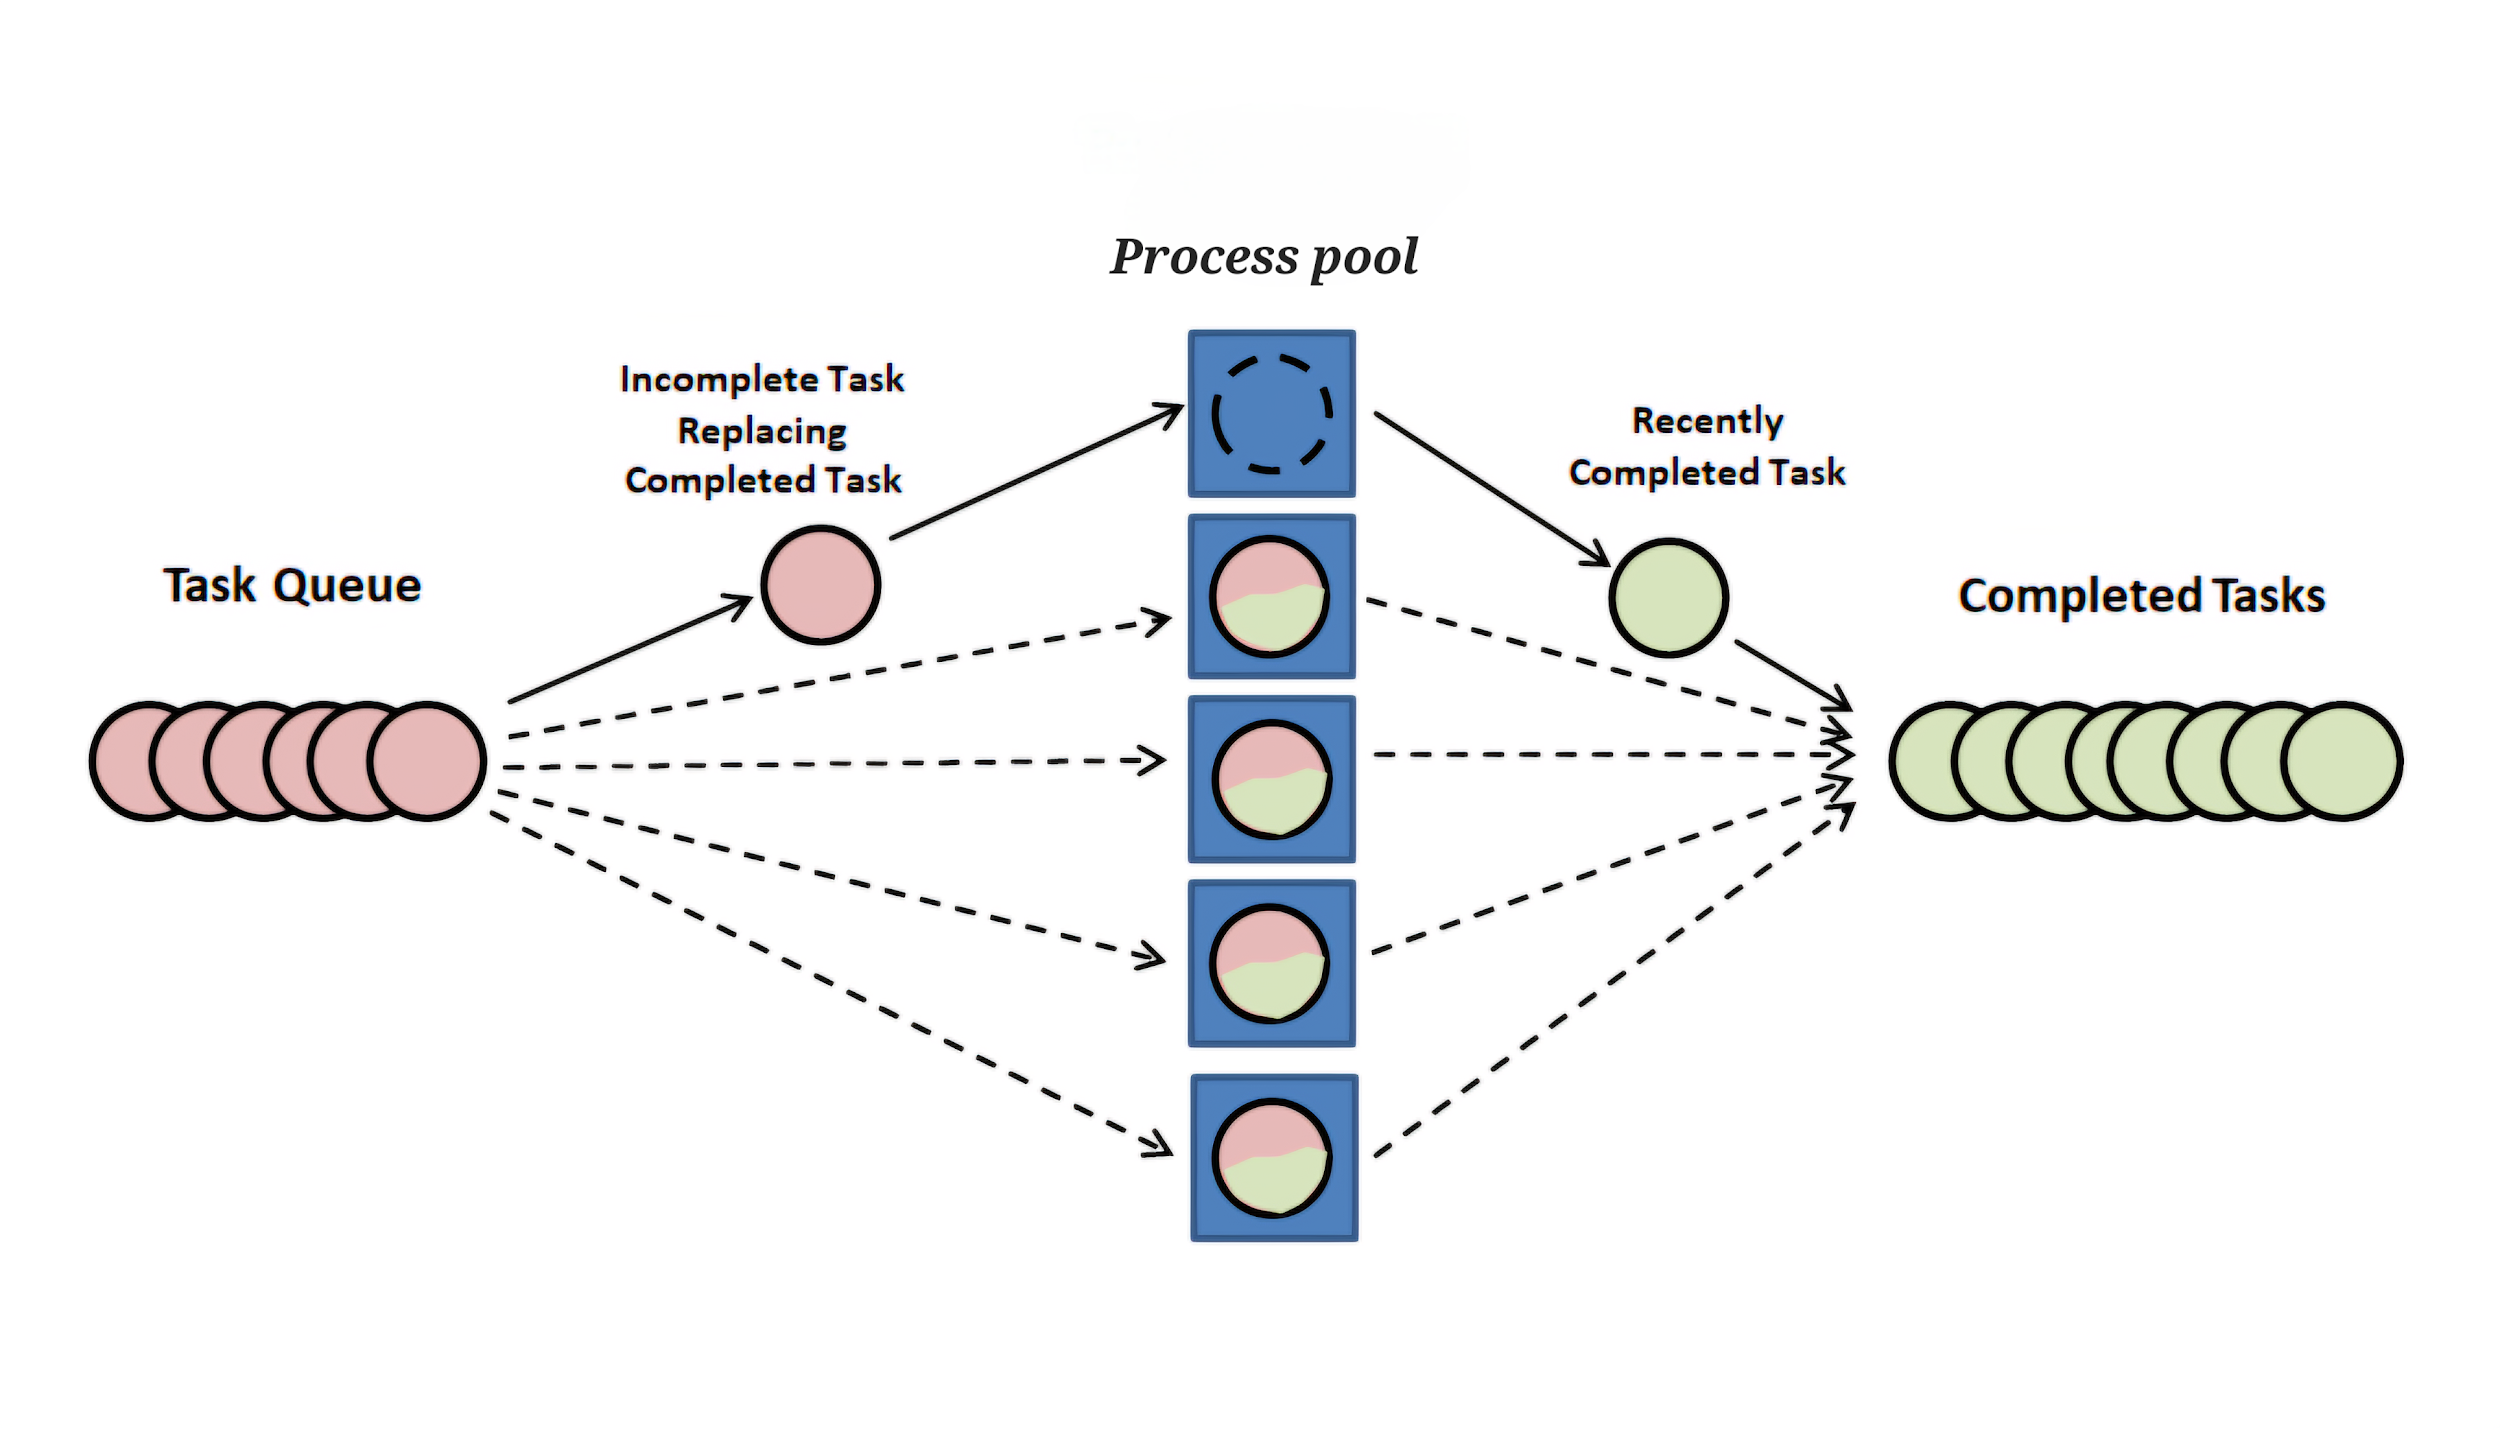 Process pool
Incomplete Task
Replacing
Completed Task
Recently
Completed Task
Task Queue
Completed Tasks